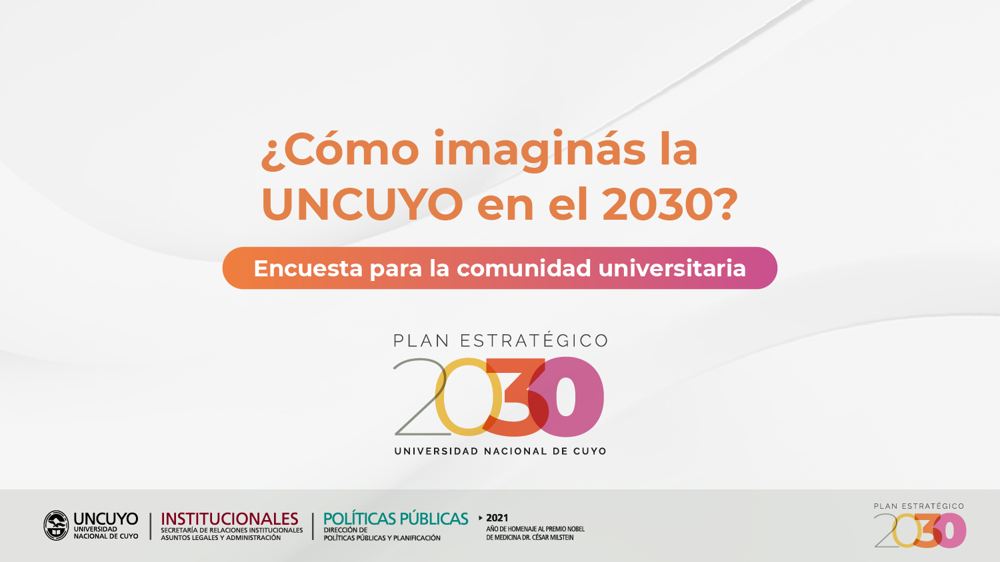 ¿Cómo imaginás la
UNCUYO en el 2030?
Encuesta para la comunidad universitaria
PLAN ESTRATÉGICO
2030
UNIVERSIDAD NACIONAL DE CUYO
UNCUYO
UNIVERSIDAD
NACIONAL DE CUYO
INSTITUCIONALES
SECRETARÍA DE RELACIONES INSTITUCIONALES
ASUNTOS LEGALES Y ADMINISTRACIÓN
POLÍTICAS PÚBLICAS
DIRECCIÓN DE
POLÍTICAS PÚBLICAS Y PLANIFICACIÓN
2021
AÑO DE HOMENAJE AL PREMIO NOBEL
DE MEDICINA DR. CÉSAR MILSTEIN
PLAN ESTRATÉGICO
2030